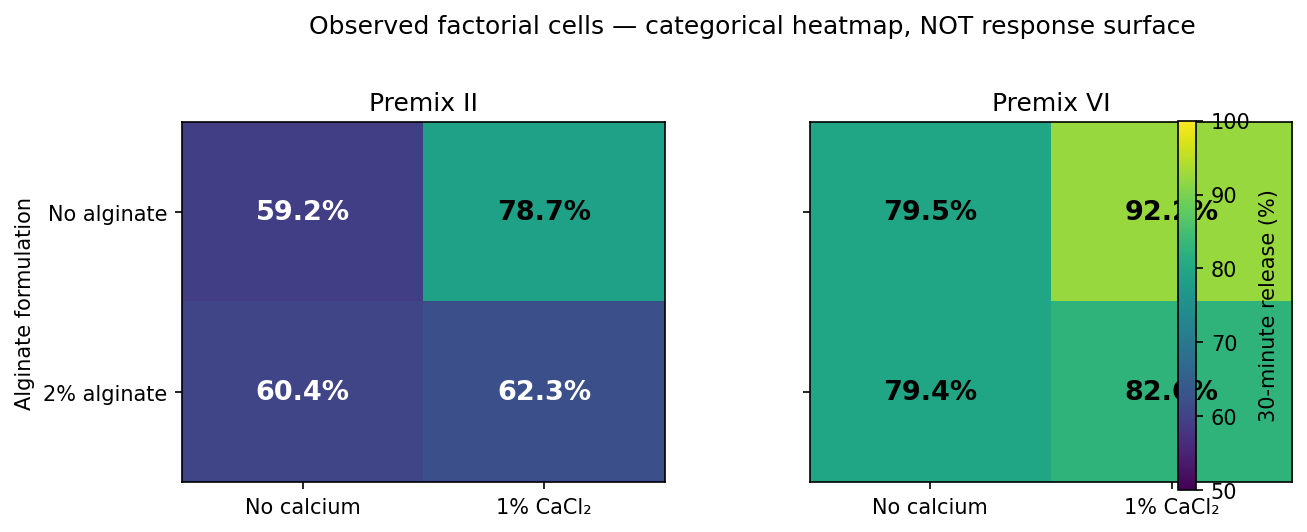 Observed factorial cells — categorical heatmap, NOT response surface
Premix II
Premix VI
Alginate formulation
No alginate
2% alginate
59.2%
78.7%
60.4%
62.3%
79.5%
79.4%
No calcium
1% CaCl₂
No calcium
1% CaCl₂
100
90
80
70
60
50
30-minute release (%)